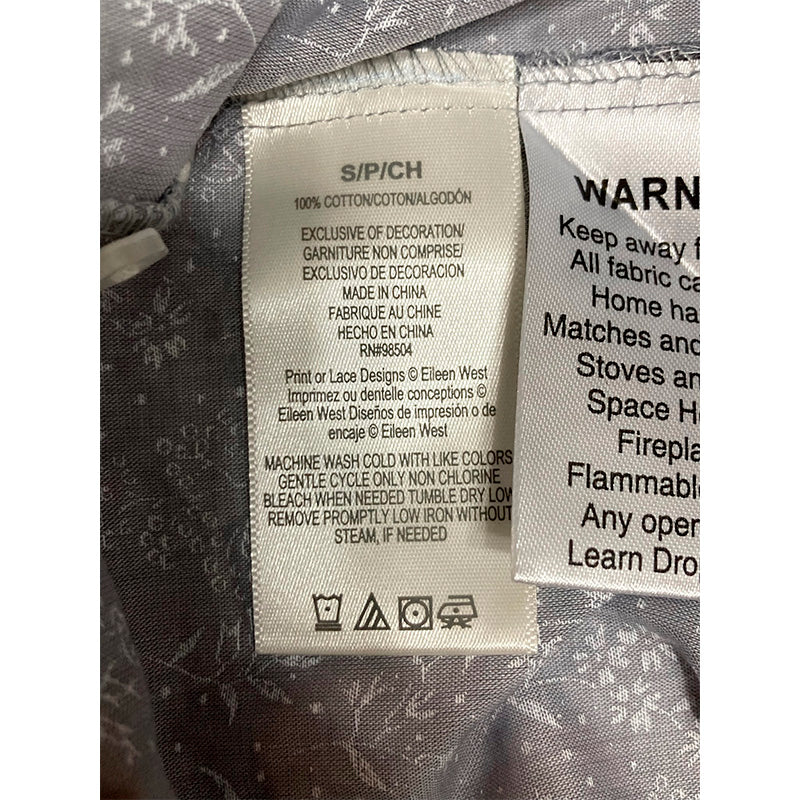 S/P/CH
100% COTTON/COTON/ALGODÓN
EXCLUSIVE OF DECORATION/
GARNITURE NON COMPRISE/
EXCLUSIVO DE DECORACION
MADE IN CHINA
FABRIQUE AU CHINE
HECHO EN CHINA
RN#98504
Print or Lace Designs © Eileen West
Imprimez ou dentelle conceptions ©
Eileen West Diseños de impresión o de
encaje © Eileen West
MACHINE WASH COLD WITH LIKE COLORS
GENTLE CYCLE ONLY NON CHLORINE
BLEACH WHEN NEEDED TUMBLE DRY LOW
REMOVE PROMPTLY LOW IRON WITHOUT
STEAM, IF NEEDED
WARN
Keep away f
All fabric ca
Home ha
Matches and
Stoves an
Space H
Firepla
Flammabl
Any oper
Learn Dro